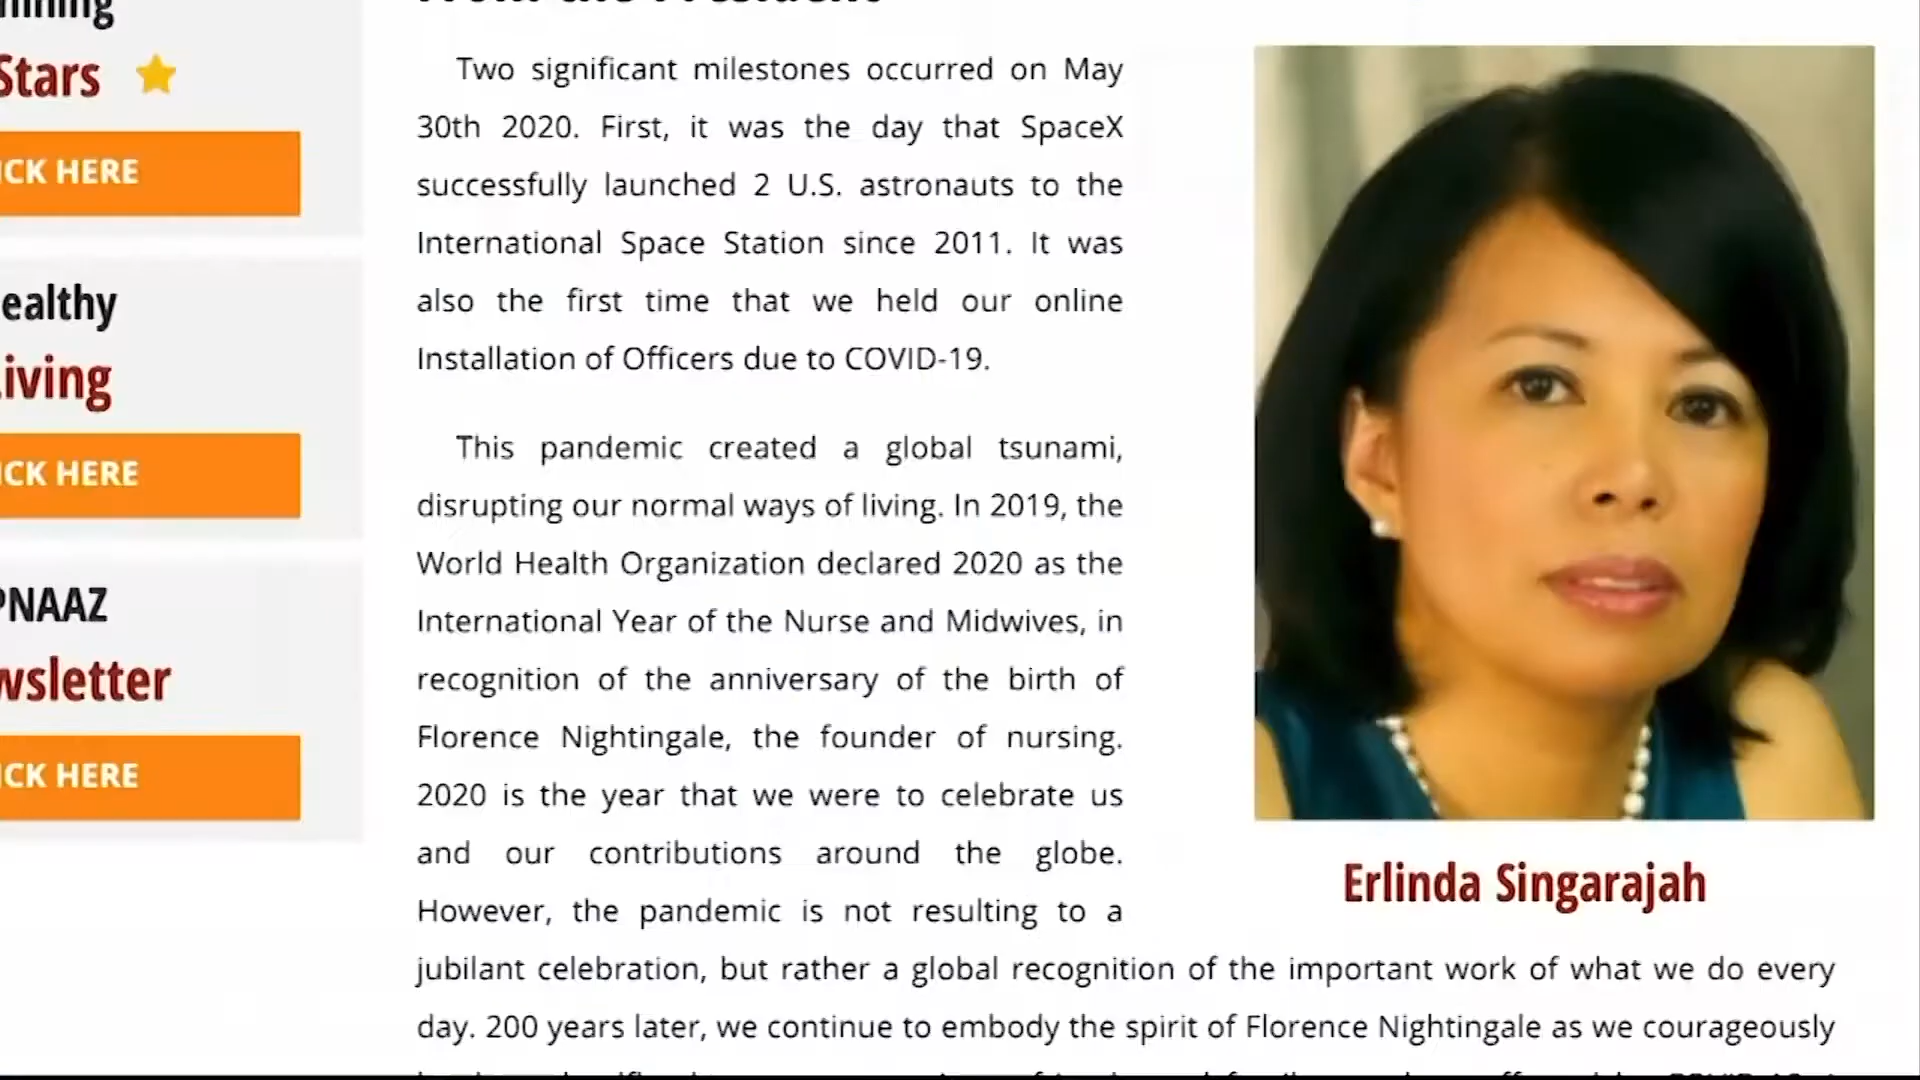 Stars
CK HERE
ealthy
iving
CK HERE
PNAAZ
wsletter
CK HERE
From the President
Two significant milestones occurred on May
30th 2020. First, it was the day that SpaceX
successfully launched 2 U.S. astronauts to the
International Space Station since 2011. It was
also the first time that we held our online
Installation of Officers due to COVID-19.
This pandemic created a global tsunami,
disrupting our normal ways of living. In 2019, the
World Health Organization declared 2020 as the
International Year of the Nurse and Midwives, in
recognition of the anniversary of the birth of
Florence Nightingale, the founder of nursing.
2020 is the year that we were to celebrate us
and our contributions around the globe.
However, the pandemic is not resulting to a
jubilant celebration, but rather a global recognition of the important work of what we do every
day. 200 years later, we continue to embody the spirit of Florence Nightingale as we courageously
Erlinda Singarajah